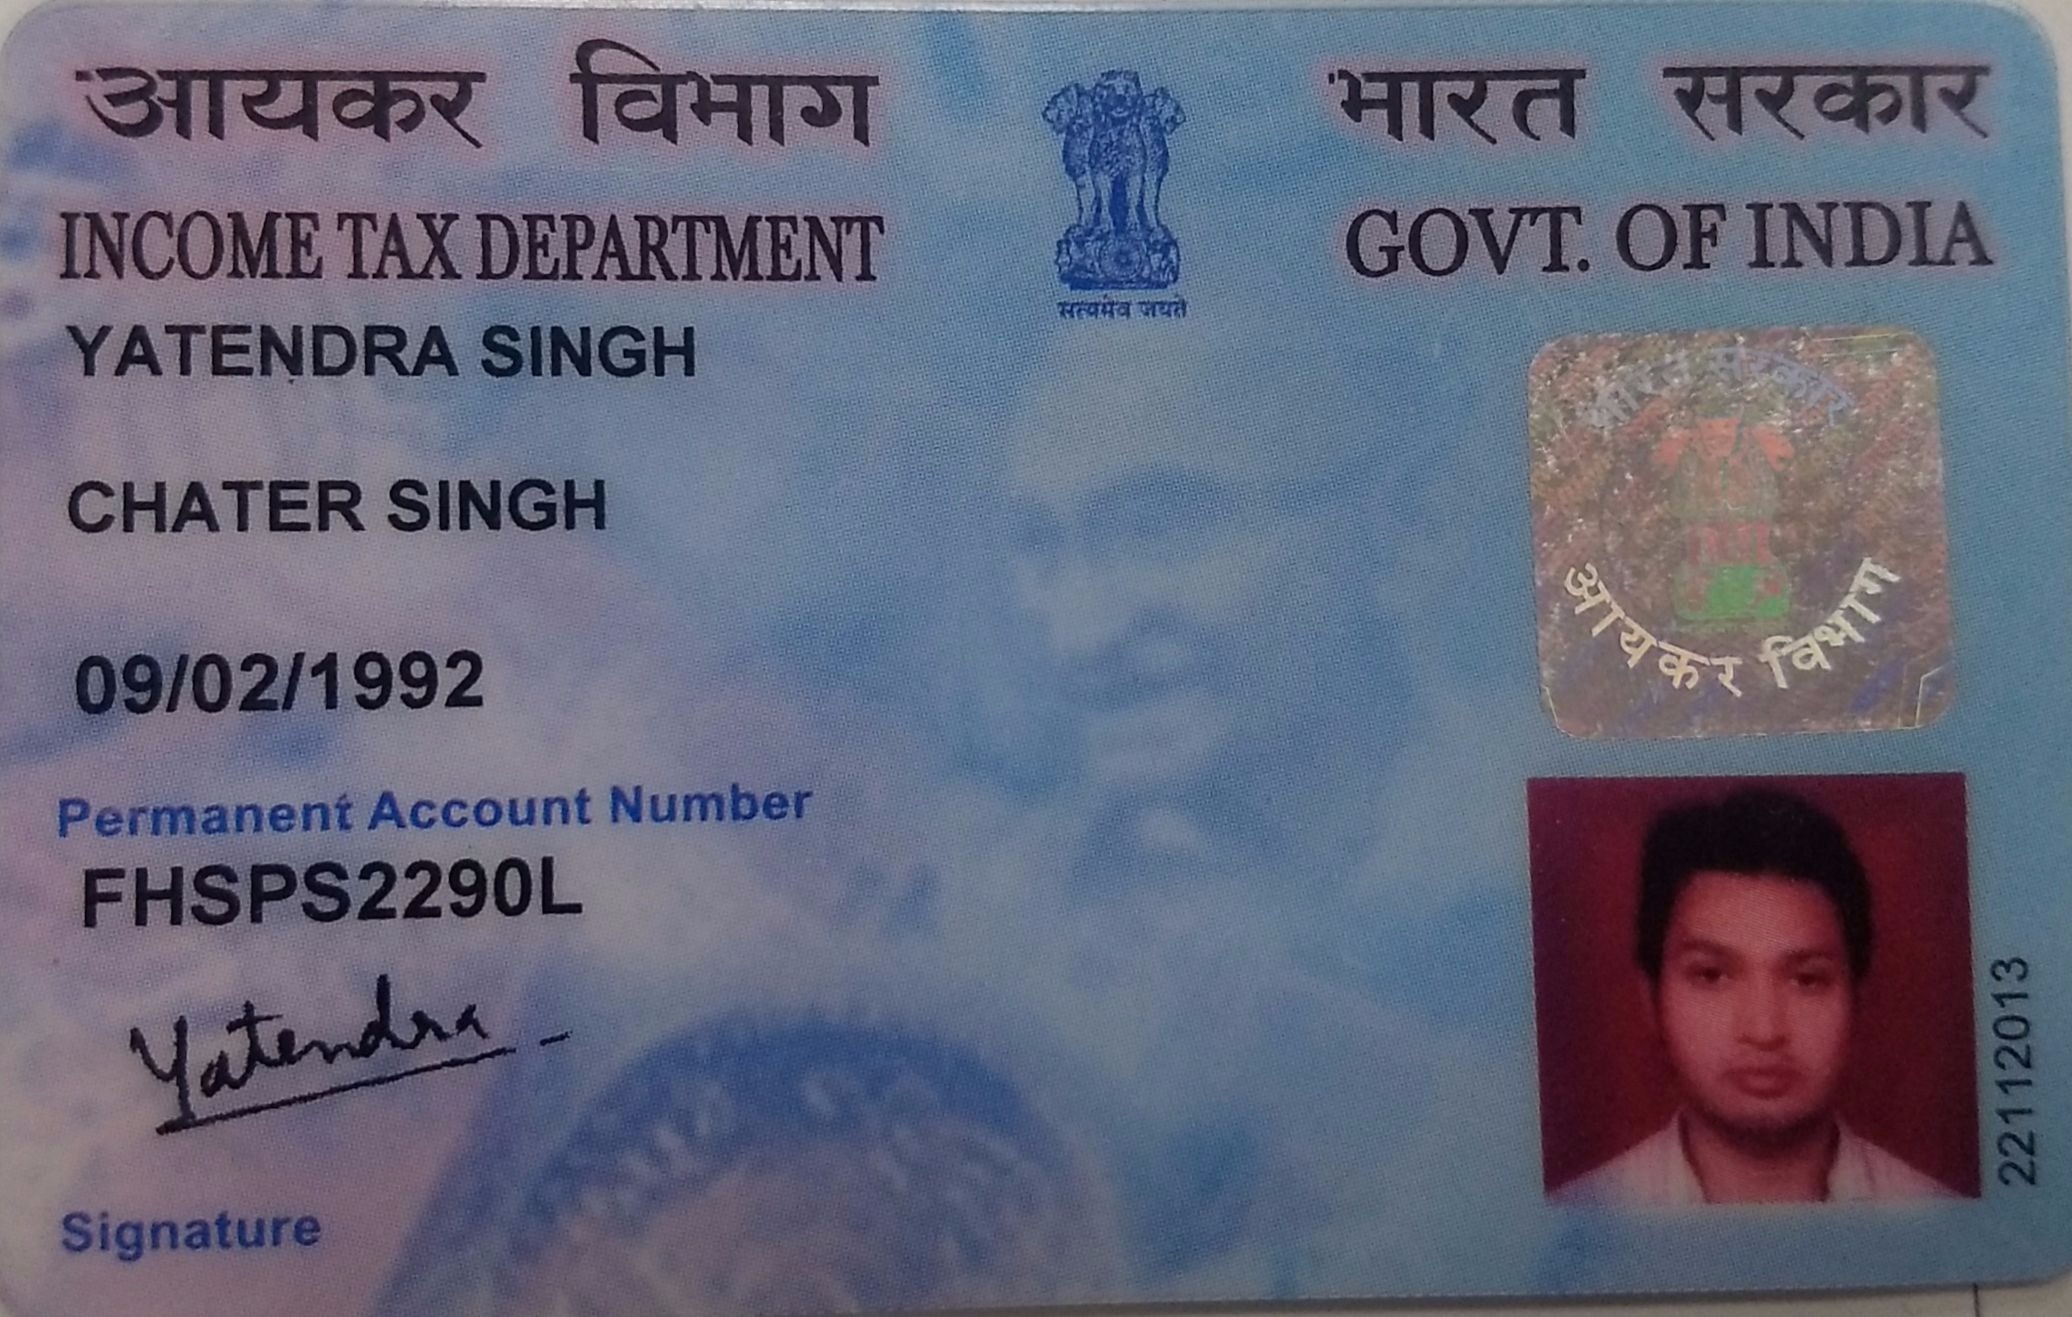 आयकर विभाग
भारत सरकार
INCOME TAX DEPARTMENT
GOVT. OF INDIA
सत्यमेव जयते
YATENDRA SINGH
CHATER SINGH
09/02/1992
Permanent Account Number
FHSPS2290L
Yatendra
Signature
भारत सरकार
आयकर विभाग
22112013